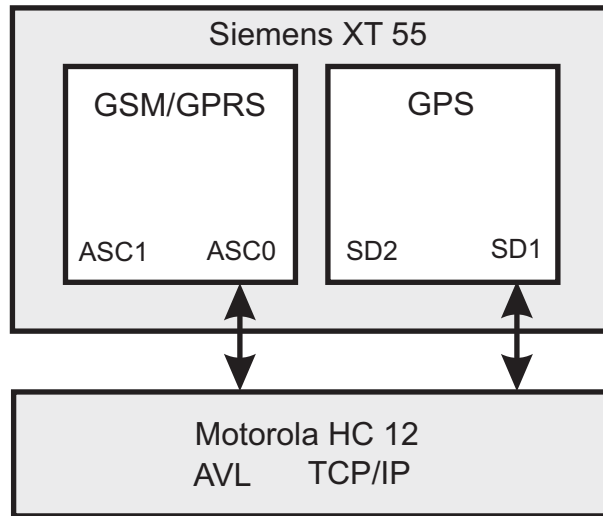 Siemens XT 55
GSM/GPRS GPS
ASC1 ASC0 SD2 SD1
Motorola HC 12
AVL TCP/IP